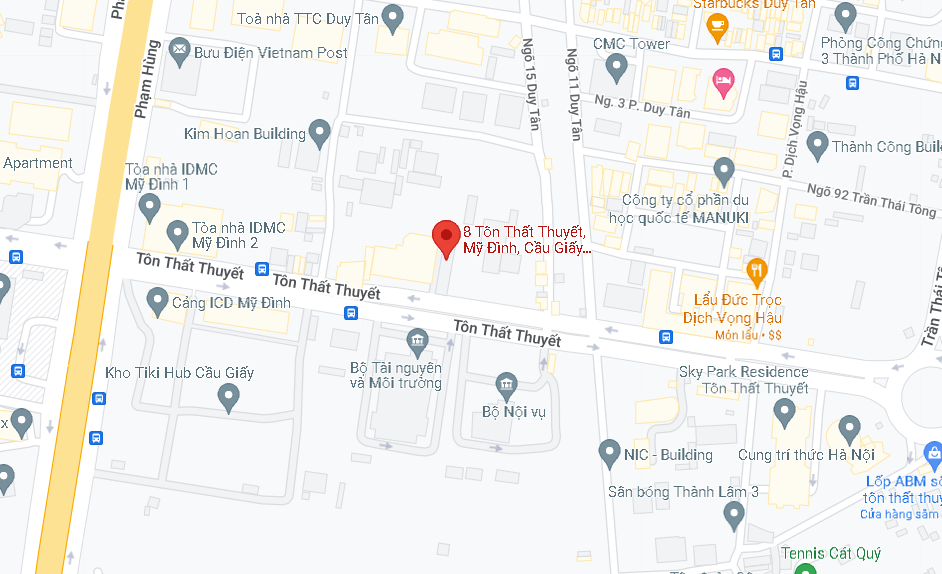 Toà nhà TTC Duy Tân
Starbucks Duy Tân
Phạm Hùng
Bưu Điện Vietnam Post
Ngõ 15 Duy Tân
Ngõ 11 Duy Tân
CMC Tower
Phòng Công Chứng
3 Thành Phố Hà N
Ng. 3 P. Duy Tân
P. Dịch Vọng Hậu
Kim Hoan Building
Thành Công Buil
Apartment
Tòa nhà IDMC
Mỹ Đình 1
Công ty cổ phần du
học quốc tế MANUKI
Ngõ 92 Trần Thái Tông
Tòa nhà IDMC
Mỹ Đình 2
8 Tôn Thất Thuyết,
Mỹ Đình, Cầu Giấy...
Tôn Thất Thuyết
Tôn Thất Thuyết
Cảng ICD Mỹ Đình
Lẩu Đức Trọc
Dịch Vọng Hậu
Món lẩu • $$
Tôn Thất Thuyết
Trần Thái Tô
Bộ Tài nguyên
và Môi trường
Kho Tiki Hub Cầu Giấy
Sky Park Residence
Tôn Thất Thuyết
Bộ Nội vụ
x
NIC - Building
Cung trí thức Hà Nội
Sân bóng Thành Lâm 3
Lốp ABM số
tôn thất thuy
Cửa hàng săm
Tennis Cát Quý